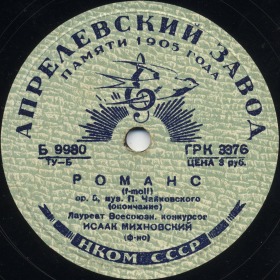 АПРЕЛЕВСКИЙ ЗАВОД
ПАМЯТИ 1905 ГОДА
Б 9980
ТУ-Б
ГРК 3376
ЦЕНА 8 руб.
РОМАНС
(f-moll)
ор. 5, муз. П. Чайковского
(окончание)
Лауреат Всесоюзн. конкурсов
ИСААК МИХНОВСКИЙ
(ф-но)
НКОМ СССР